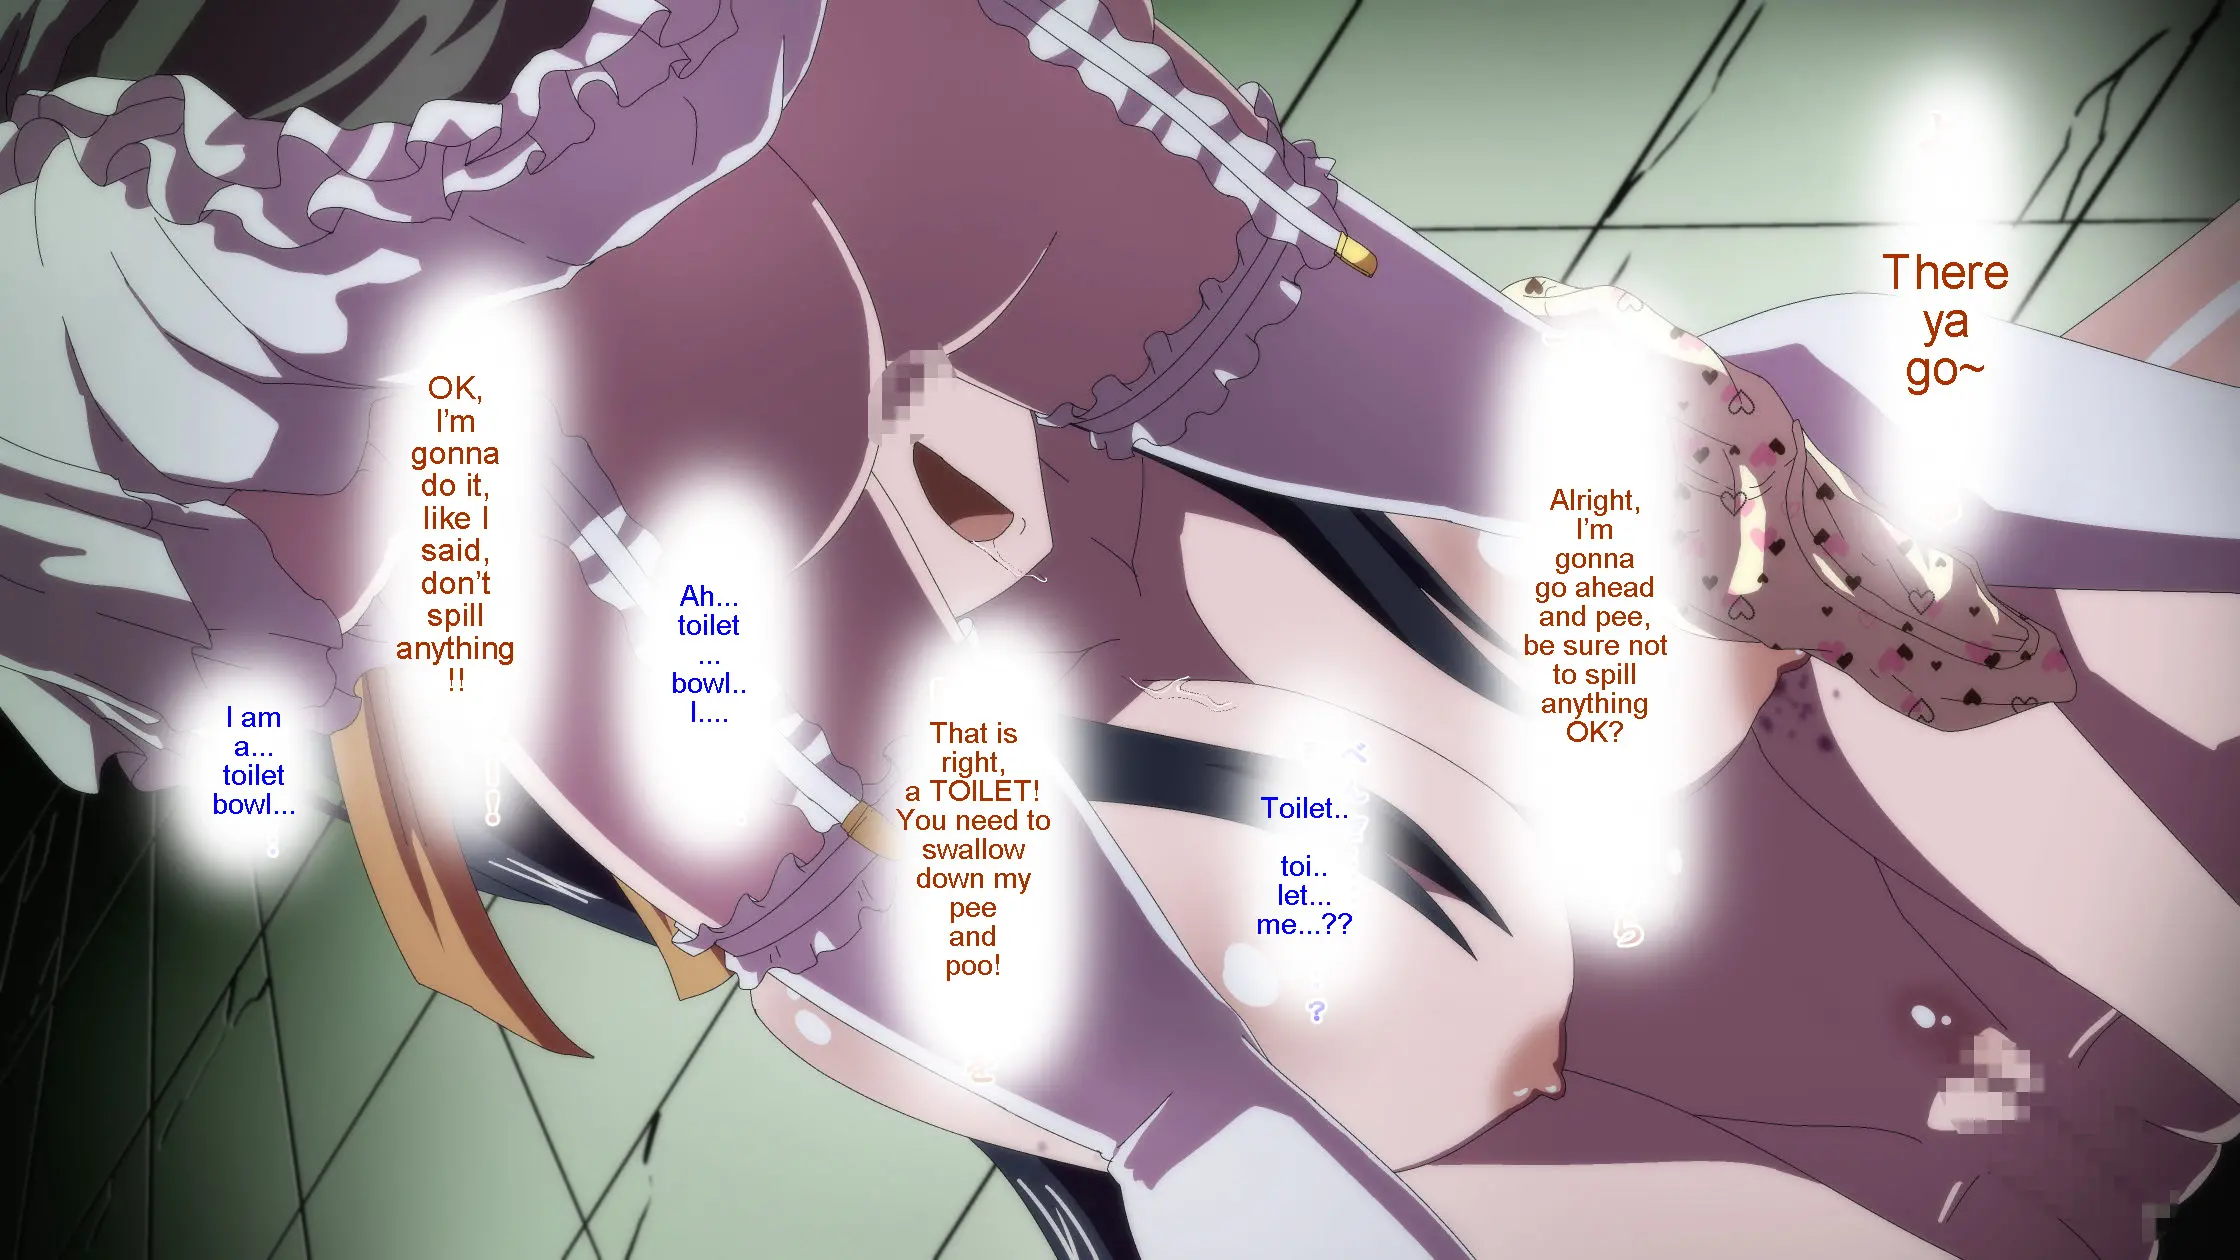 There
ya
go~
Alright,
I'm
gonna
go ahead
and pee,
be sure not
to spill
anything
OK?
Toilet..
toi..
let...
me...??
That is
right,
a TOILET!
You need to
swallow
down my
pee
and
poo!
Ah...
toilet
...
bowl..
I....
OK,
I'm
gonna
do it,
like I
said,
don't
spill
anything
!!
I am
a...
toilet
bowl...